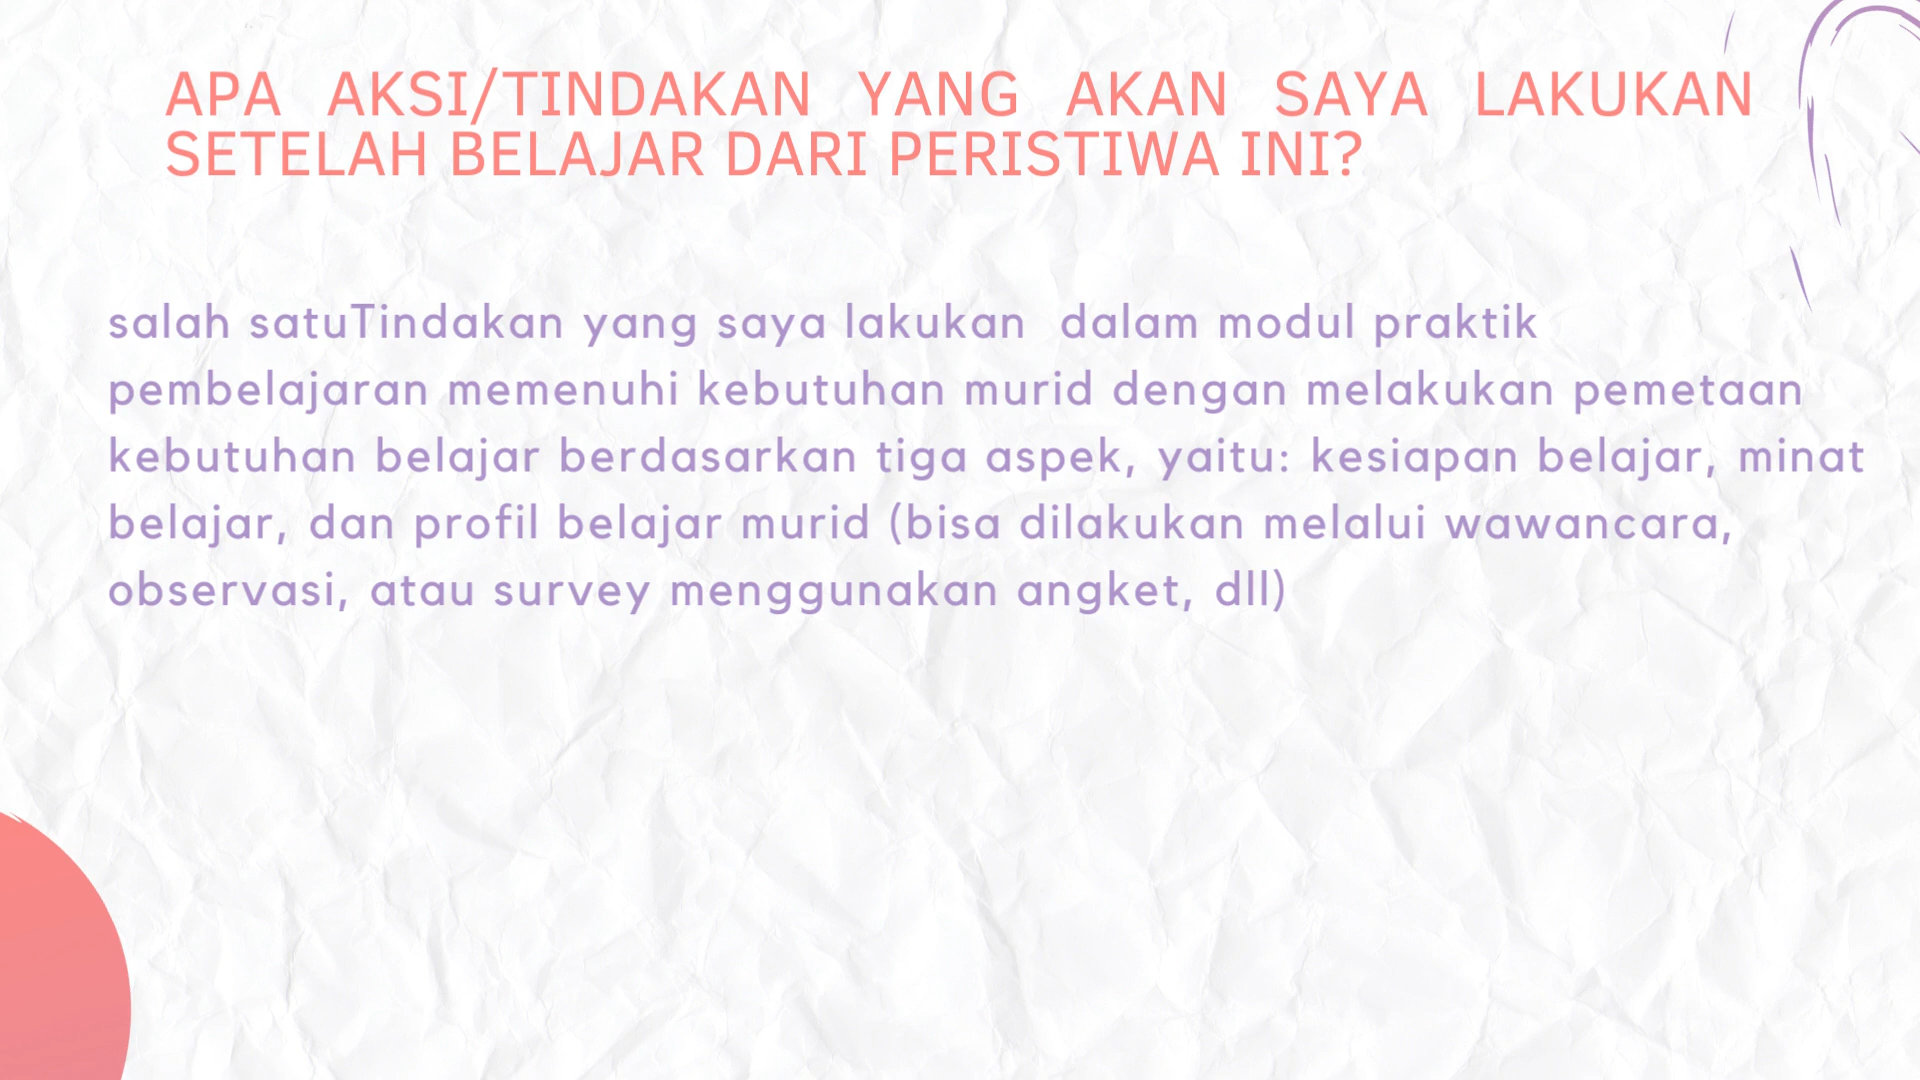 APA AKSI/TINDAKAN YANG AKAN SAYA LAKUKAN
SETELAH BELAJAR DARI PERISTIWA INI?
salah satuTindakan yang saya lakukan  dalam modul praktik
pembelajaran memenuhi kebutuhan murid dengan melakukan pemetaan
kebutuhan belajar berdasarkan tiga aspek, yaitu: kesiapan belajar, minat
belajar, dan profil belajar murid (bisa dilakukan melalui wawancara,
observasi, atau survey menggunakan angket, dll)